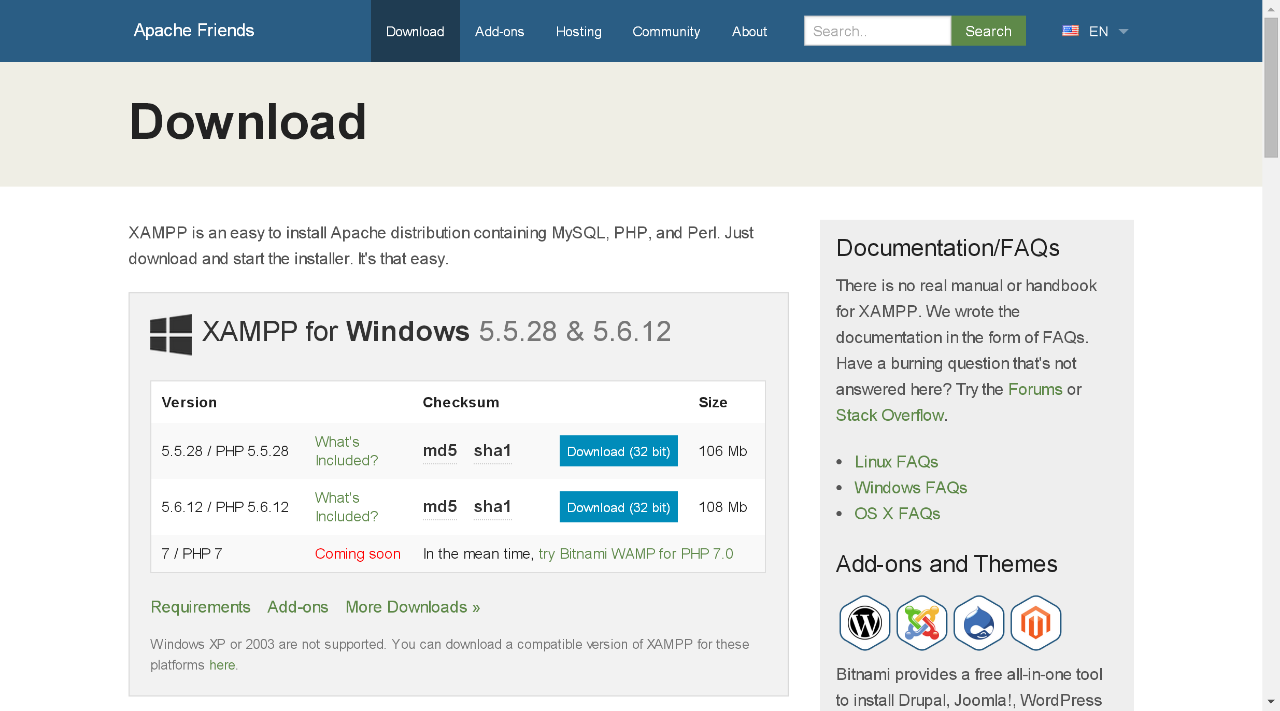 Apache Friends
Download
Add-ons
Hosting
Community
About
Search..
Search
EN
Download
XAMPP is an easy to install Apache distribution containing MySQL, PHP, and Perl. Just
download and start the installer. It's that easy.
XAMPP for Windows 5.5.28 & 5.6.12
Version Checksum Size
5.5.28 / PHP 5.5.28 What's Included? md5 sha1 Download (32 bit) 106 Mb
5.6.12 / PHP 5.6.12 What's Included? md5 sha1 Download (32 bit) 108 Mb
7 / PHP 7 Coming soon In the mean time, try Bitnami WAMP for PHP 7.0
Requirements Add-ons More Downloads »
Windows XP or 2003 are not supported. You can download a compatible version of XAMPP for these
platforms here.
Documentation/FAQs
There is no real manual or handbook
for XAMPP. We wrote the
documentation in the form of FAQs.
Have a burning question that's not
answered here? Try the Forums or
Stack Overflow.
• Linux FAQs
• Windows FAQs
• OS X FAQs
Add-ons and Themes
Bitnami provides a free all-in-one tool
to install Drupal, Joomla!, WordPress